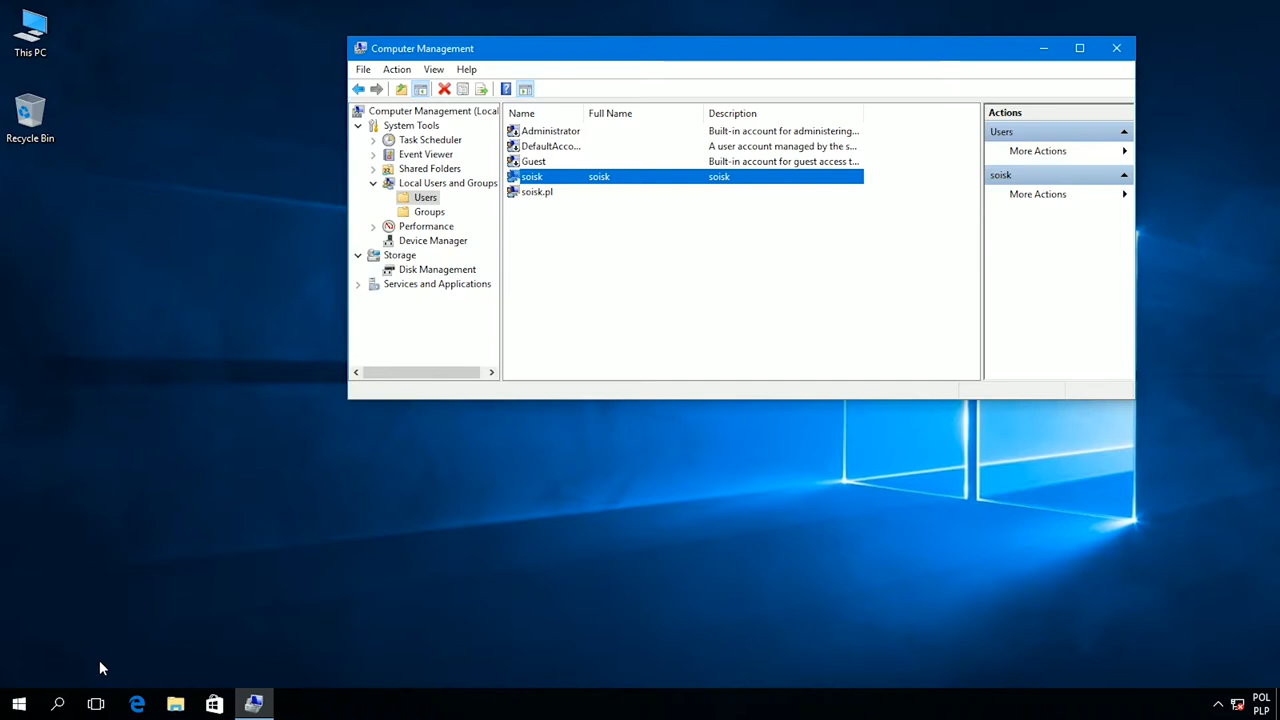 This PC
Recycle Bin
Computer Management
File Action View Help
Computer Management (Local
System Tools
Task Scheduler
Event Viewer
Shared Folders
Local Users and Groups
Users
Groups
Performance
Device Manager
Storage
Disk Management
Services and Applications
Name Full Name Description
Administrator Built-in account for administering...
DefaultAcco... A user account managed by the s...
Guest Built-in account for guest access t...
soisk soisk soisk
soisk.pl
Actions
Users
More Actions
soisk
More Actions
POL
PLP